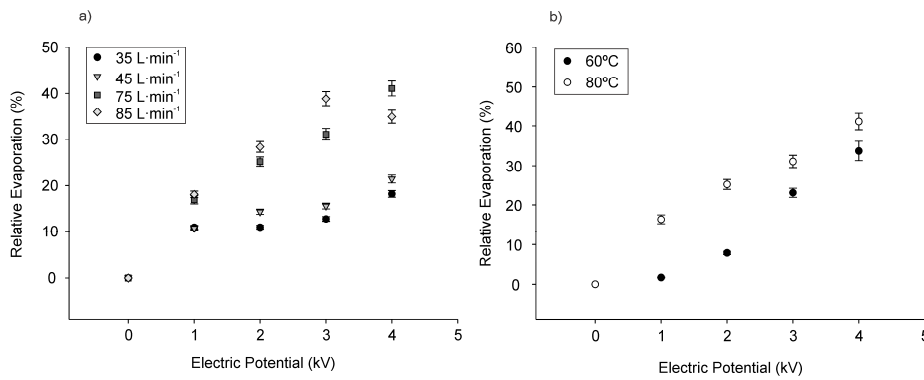 a)
50
40
30
20
10
0
Relative Evaporation (%)
35 L·min⁻¹
45 L·min⁻¹
75 L·min⁻¹
85 L·min⁻¹
0 1 2 3 4 5
Electric Potential (kV)
b)
60
50
40
30
20
10
0
Relative Evaporation (%)
60ºC
80ºC
0 1 2 3 4 5
Electric Potential (kV)